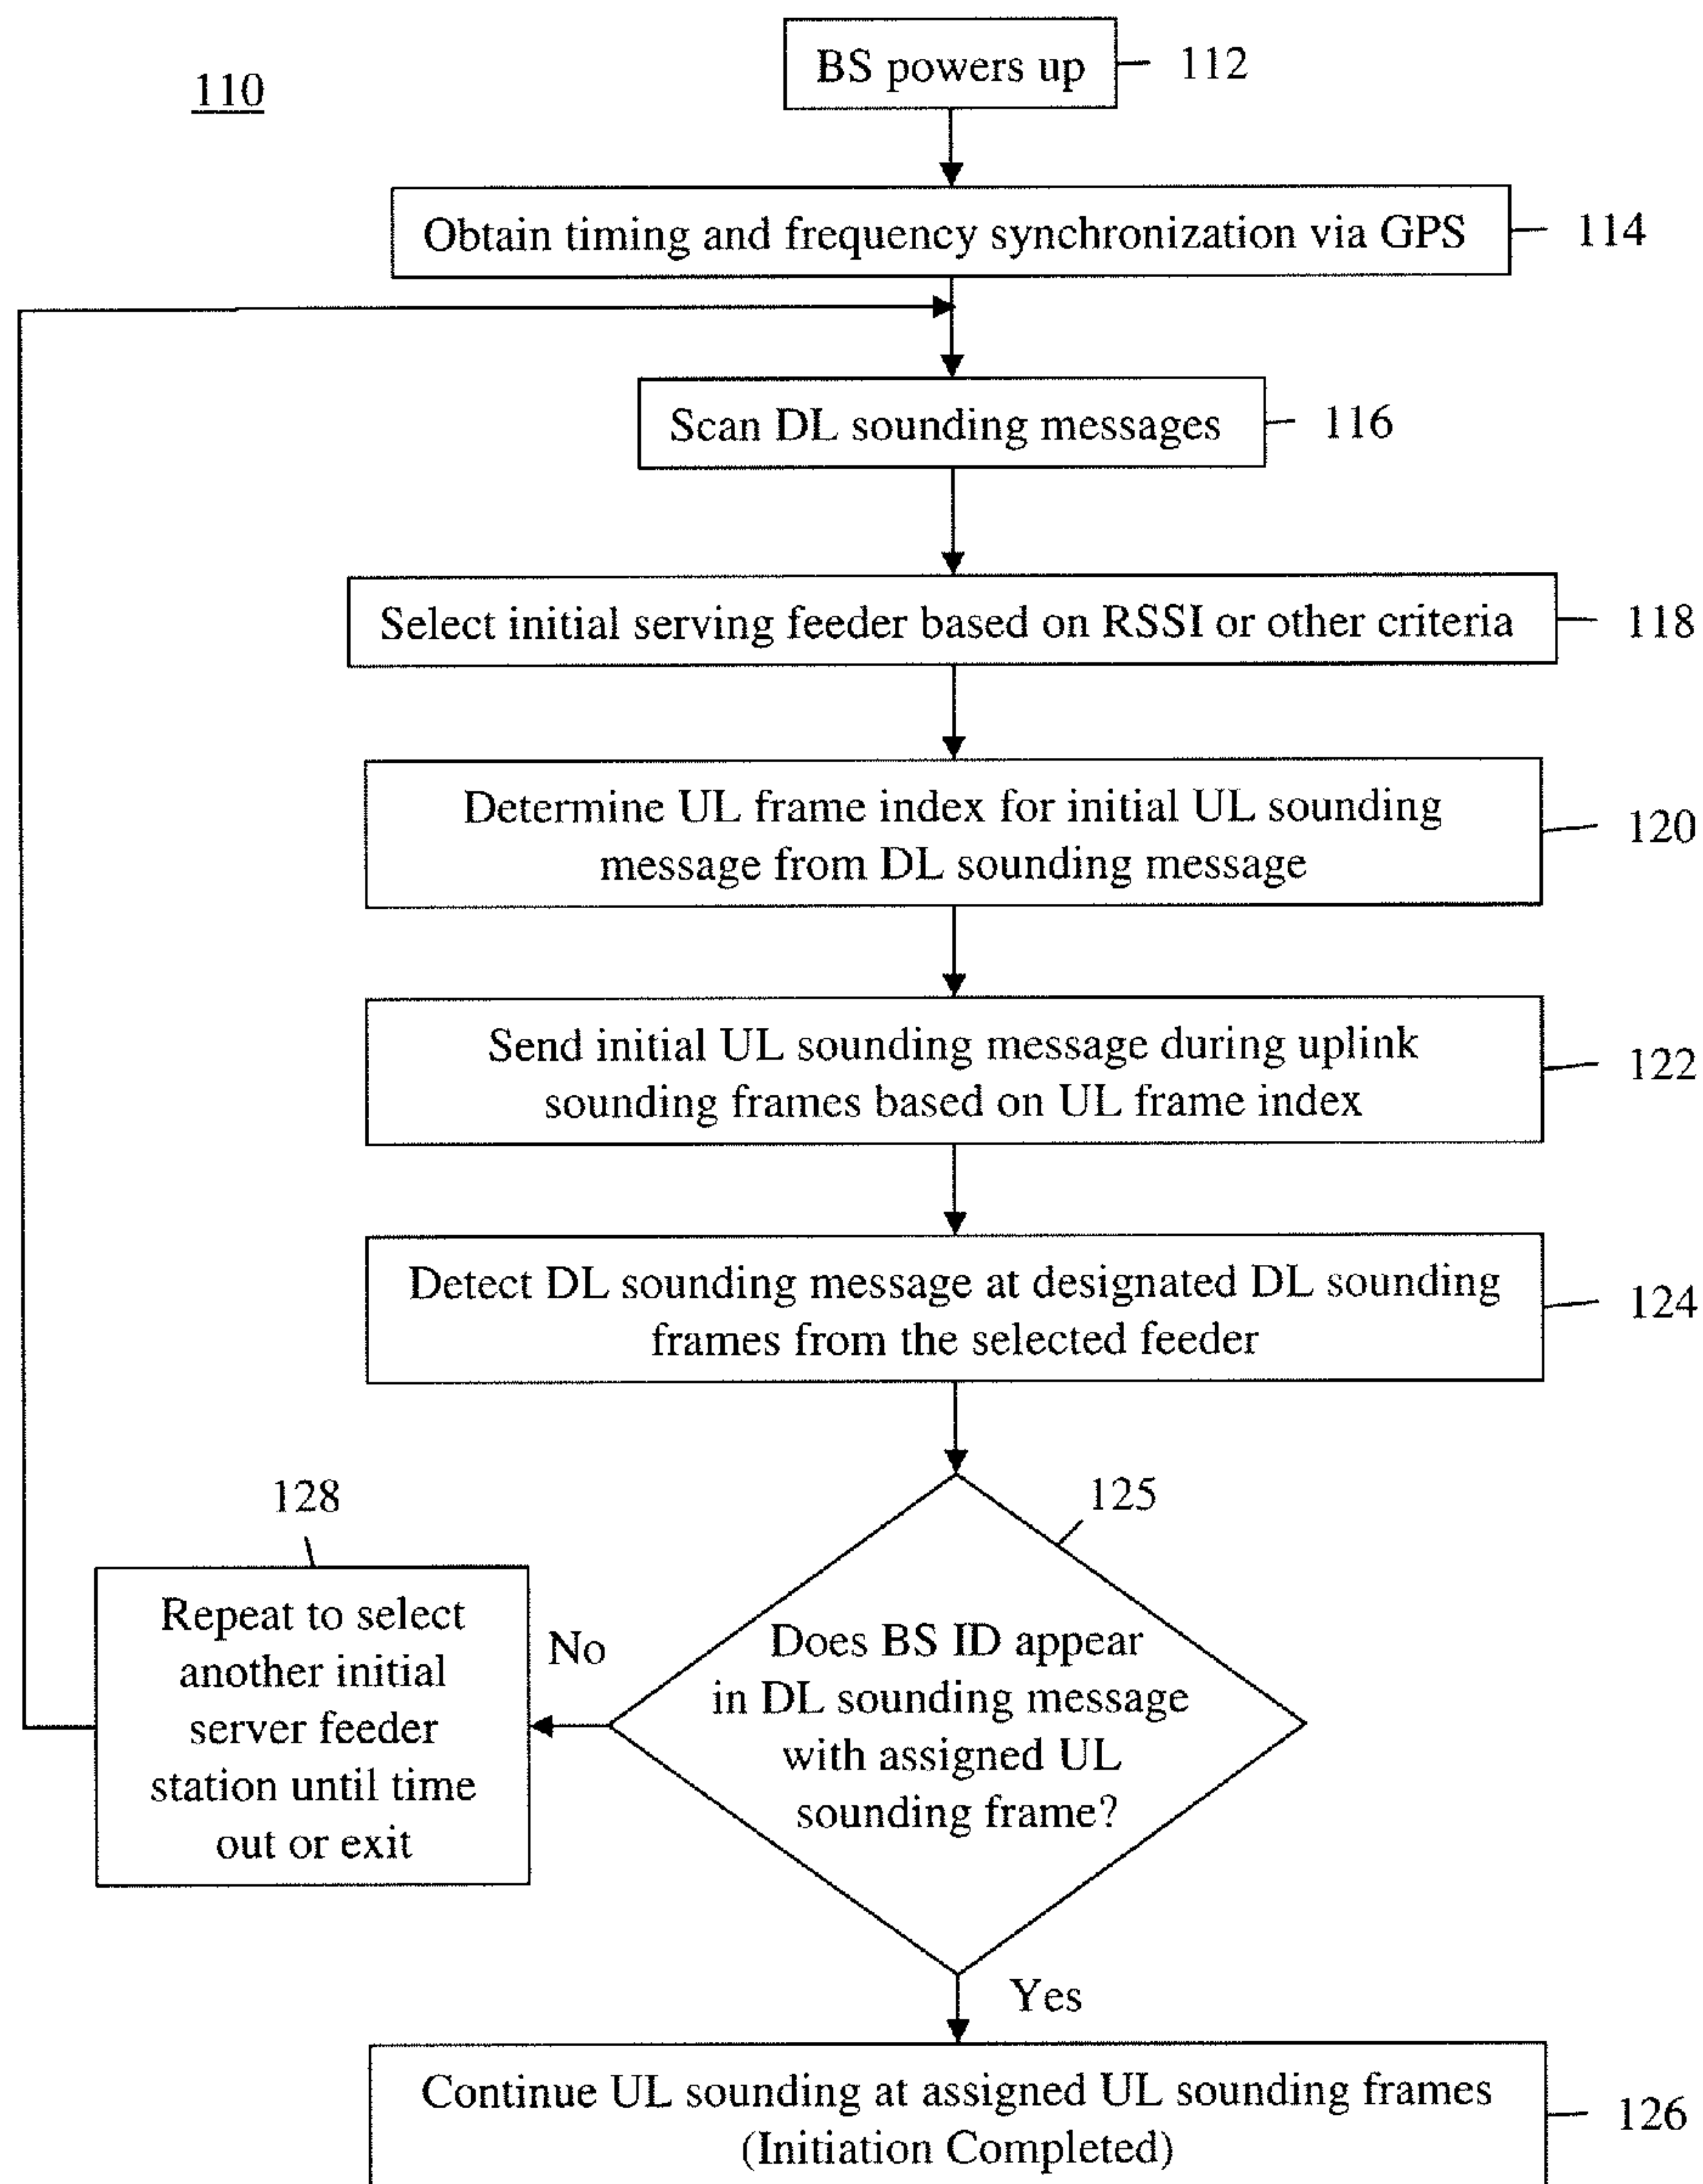 110
BS powers up
112
Obtain timing and frequency synchronization via GPS
114
Scan DL sounding messages
116
Select initial serving feeder based on RSSI or other criteria
118
Determine UL frame index for initial UL sounding
message from DL sounding message
120
Send initial UL sounding message during uplink
sounding frames based on UL frame index
122
Detect DL sounding message at designated DL sounding
frames from the selected feeder
124
125
Does BS ID appear
in DL sounding message
with assigned UL
sounding frame?
No
128
Repeat to select
another initial
server feeder
station until time
out or exit
Yes
Continue UL sounding at assigned UL sounding frames
(Initiation Completed)
126